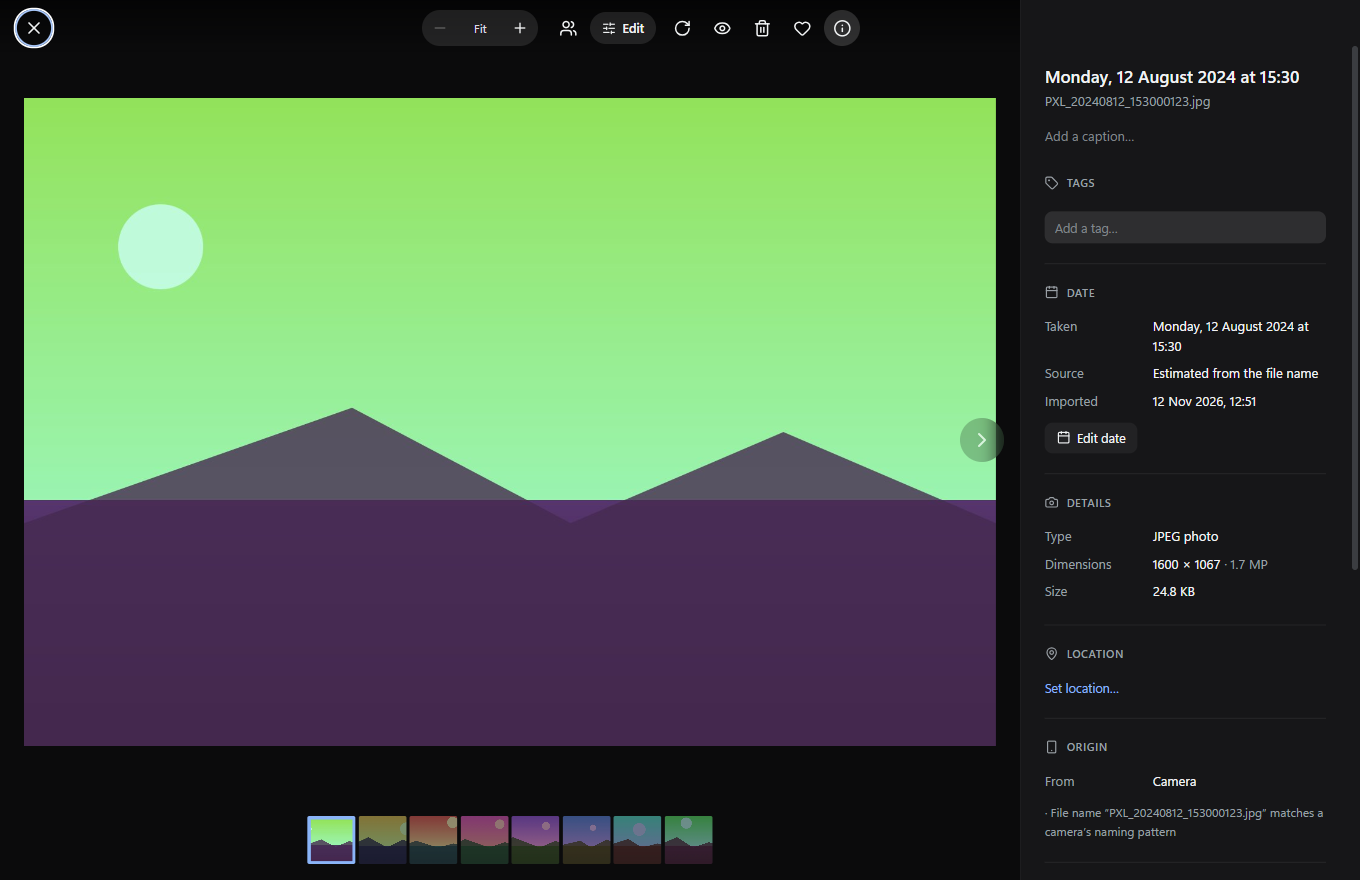 Fit
Edit
Monday, 12 August 2024 at 15:30
PXL_20240812_153000123.jpg
Add a caption...
TAGS
Add a tag...
DATE
Taken
Monday, 12 August 2024 at
15:30
Source
Estimated from the file name
Imported
12 Nov 2026, 12:51
Edit date
DETAILS
Type
JPEG photo
Dimensions
1600 × 1067 · 1.7 MP
Size
24.8 KB
LOCATION
Set location...
ORIGIN
From
Camera
· File name "PXL_20240812_153000123.jpg" matches a
camera's naming pattern